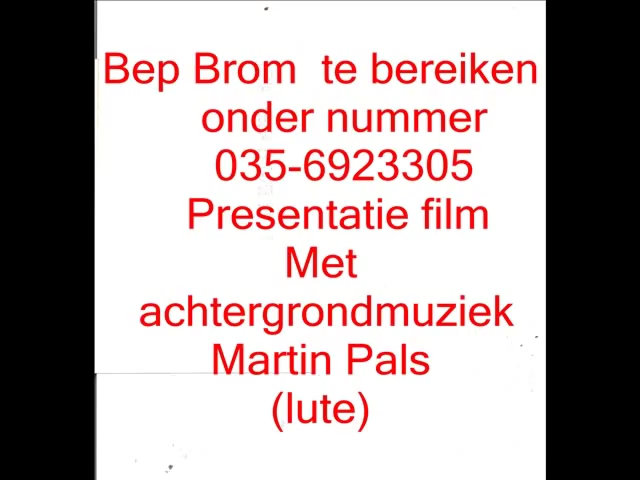 Bep Brom te bereiken
onder nummer
035-6923305
Presentatie film
Met
achtergrondmuziek
Martin Pals
(lute)